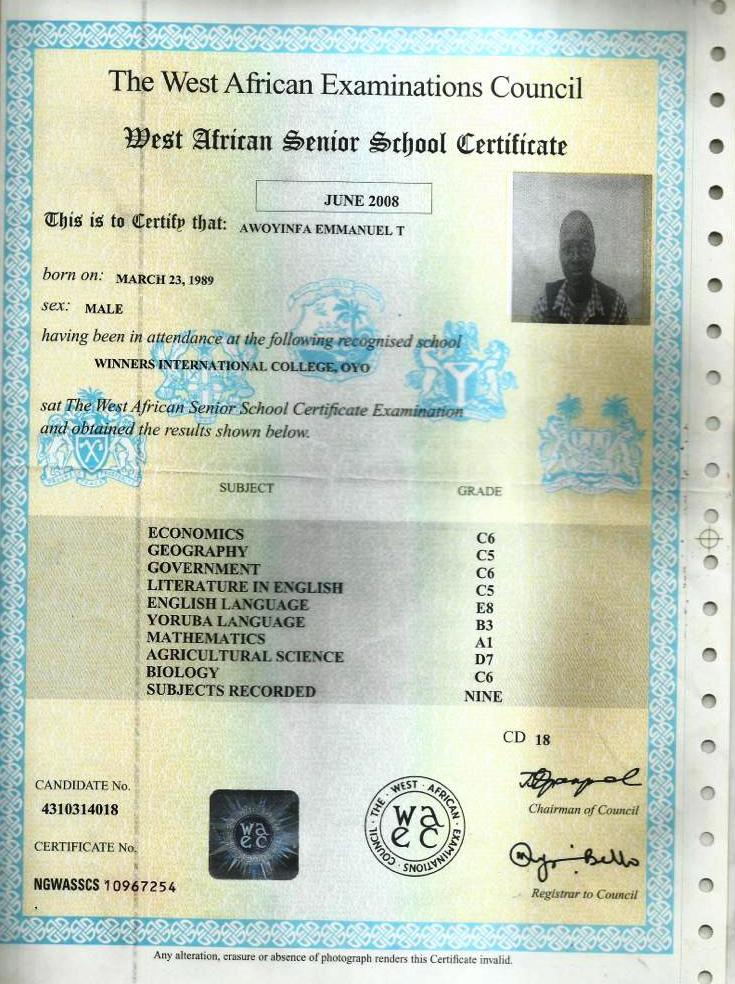 The West African Examinations Council
West African Senior School Certificate
JUNE 2008
This is to Certify that: AWOYINFA EMMANUEL T
born on: MARCH 23, 1989
sex: MALE
having been in attendance at the following recognised school
WINNERS INTERNATIONAL COLLEGE, OYO
sat The West African Senior School Certificate Examination
and obtained the results shown below.
SUBJECT GRADE
ECONOMICS C6
GEOGRAPHY C5
GOVERNMENT C6
LITERATURE IN ENGLISH C5
ENGLISH LANGUAGE E8
YORUBA LANGUAGE B3
MATHEMATICS A1
AGRICULTURAL SCIENCE D7
BIOLOGY C6
SUBJECTS RECORDED NINE
CD 18
CANDIDATE No.
4310314018
CERTIFICATE No.
NGWASSCS 10967254
waec
THE · WEST · AFRICAN · EXAMINATIONS · COUNCIL ·
waec
Chairman of Council
Bello
Registrar to Council
Any alteration, erasure or absence of photograph renders this Certificate invalid.